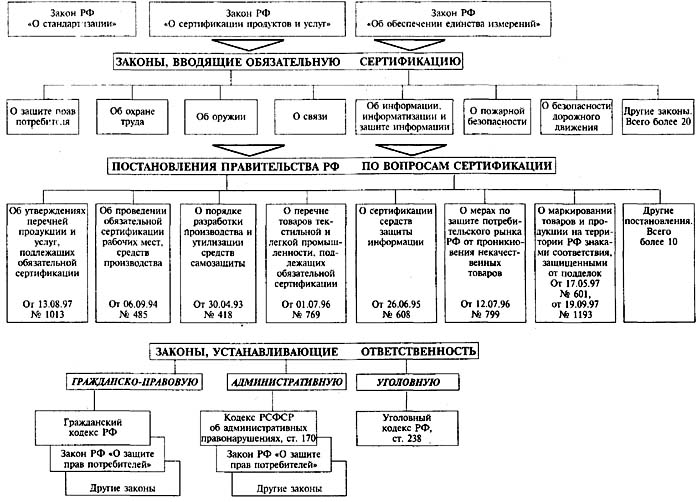 Закон РФ
«О стандартизации»
Закон РФ
«О сертификации продуктов и услуг»
Закон РФ
«Об обеспечении единства измерений»
ЗАКОНЫ, ВВОДЯЩИЕ ОБЯЗАТЕЛЬНУЮ СЕРТИФИКАЦИЮ
О защите прав
потребителя
Об охране
труда
Об оружии
О связи
Об информации,
информатизации и
защите информации
О пожарной
безопасности
О безопасности
дорожного
движения
Другие законы.
Всего более 20
ПОСТАНОВЛЕНИЯ ПРАВИТЕЛЬСТВА РФ ПО ВОПРОСАМ СЕРТИФИКАЦИИ
Об утверждениях
перечней
продукции и
услуг,
подлежащих
обязательной
сертификации
От 13.08.97
№ 1013
Об проведении
обязательной
сертификации
рабочих мест,
средств
производства
От 06.09.94
№ 485
О порядке
разработки
производства и
утилизации
средств
самозащиты
От 30.04.93
№ 418
О перечне
товаров тек-
стильной и
легкой промыш-
ленности, под-
лежащих
обязательной
сертификации
От 01.07.96
№ 769
О сертификации
серdств
защиты
информации
От 26.06.95
№ 608
О мерах по
защите потреби-
тельского рынка
РФ от проникно-
вения некачест-
венных
товаров
От 12.07.96
№ 799
О маркировании
товаров и про-
дукции на терри-
тории РФ знака-
ми соответствия,
защищенными
от подделок
От 17.05.97
№ 601,
от 19.09.97
№ 1193
Другие
постановления.
Всего
более 10
ЗАКОНЫ, УСТАНАВЛИВАЮЩИЕ ОТВЕТСТВЕННОСТЬ
ГРАЖДАНСКО-ПРАВОВУЮ
АДМИНИСТРАТИВНУЮ
УГОЛОВНУЮ
Гражданский
кодекс РФ
Закон РФ «О защите
прав потребителей»
Другие законы
Кодекс РСФСР
об административных
правонарушениях, ст. 170
Закон РФ «О защите
прав потребителей»
Другие законы
Уголовный
кодекс РФ,
ст. 238